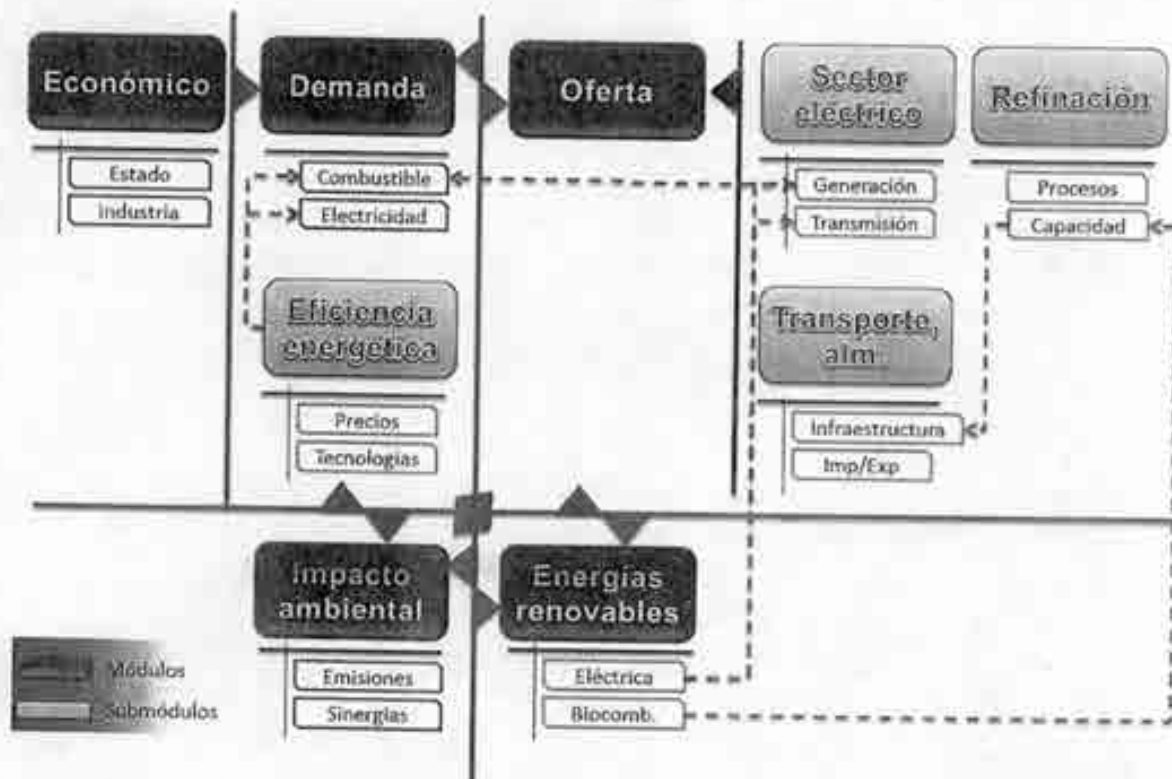 Económico
Demanda
Oferta
Sector
eléctrico
Refinación
Estado
Industria
Combustible
Electricidad
Generación
Transmisión
Procesos
Capacidad
Eficiencia
energética
Transporte,
alm
Precios
Tecnologías
Infraestructura
Imp/Exp
Impacto
ambiental
Energías
renovables
Emisiones
Sinergias
Eléctrica
Biocomb.
Módulos
Submódulos